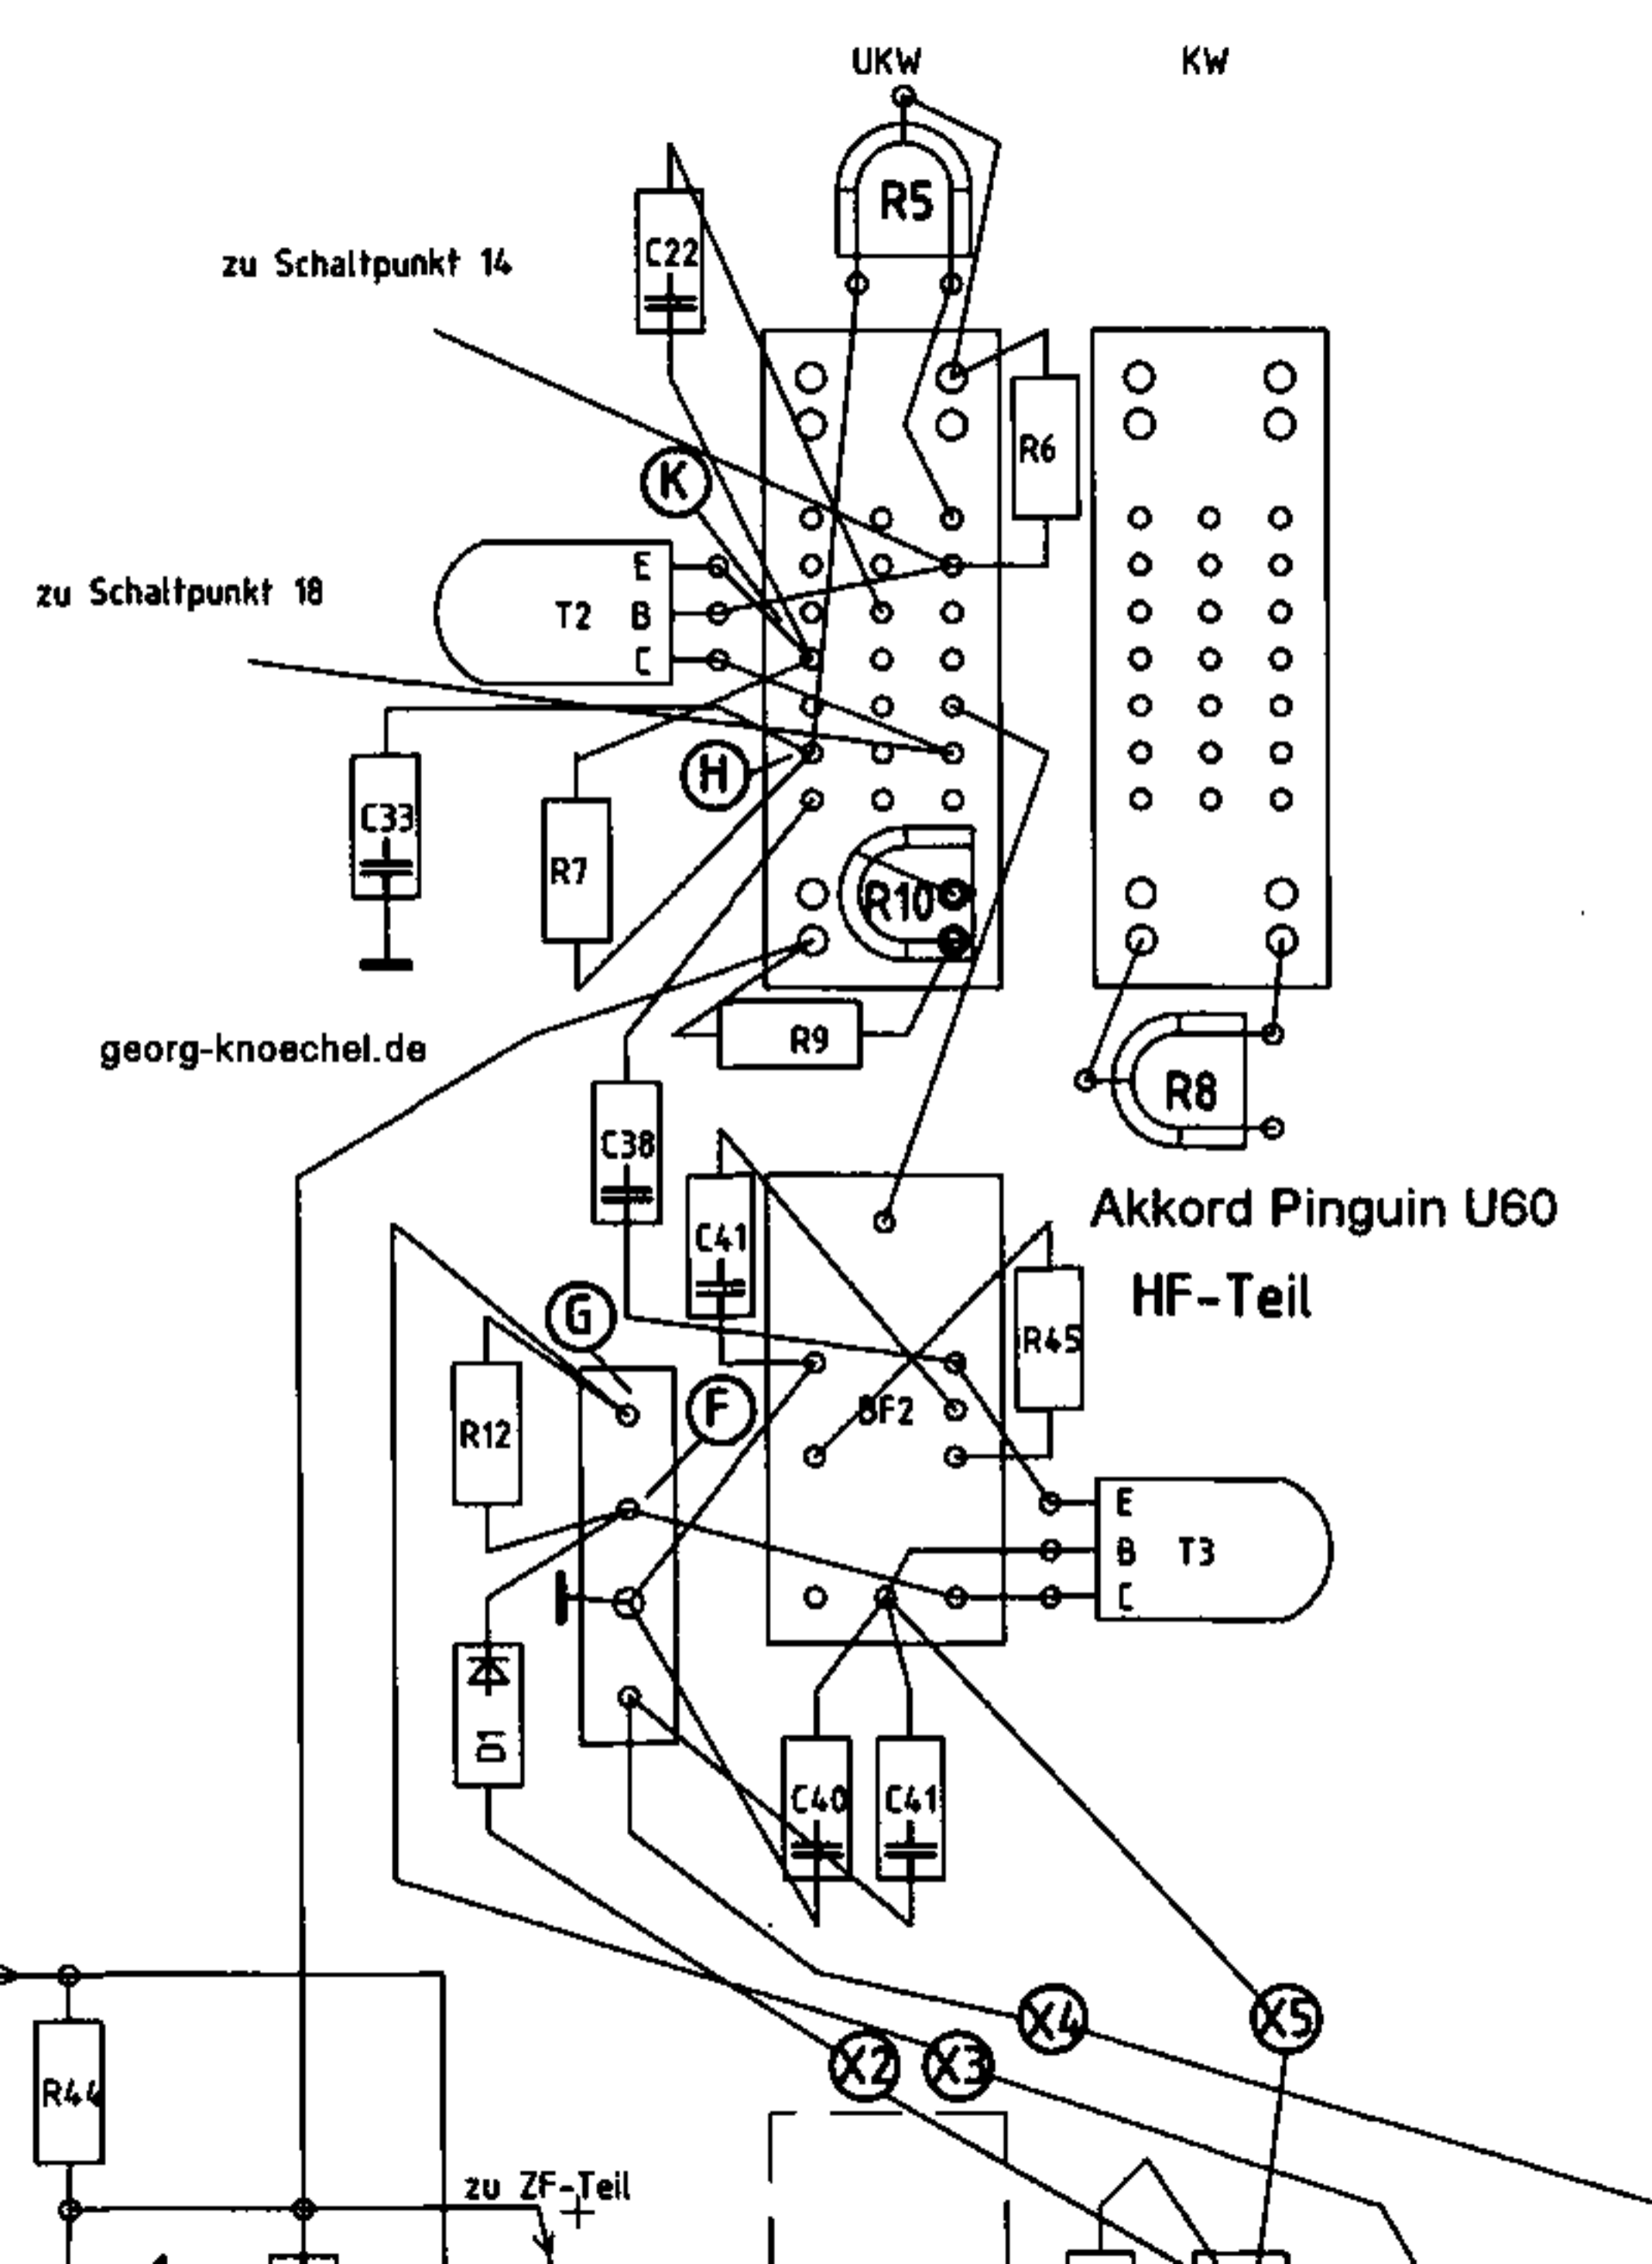 UKW
KW
R5
C22
zu Schaltpunkt 14
R6
K
E
T2
B
C
zu Schaltpunkt 18
H
C33
R7
R10
R9
georg-knoechel.de
R8
C38
Akkord Pinguin U60
C41
HF-Teil
G
R45
F
BF2
R12
E
B
T3
C
D1
C40
C41
X4
X5
X2
X3
R44
zu ZF-Teil